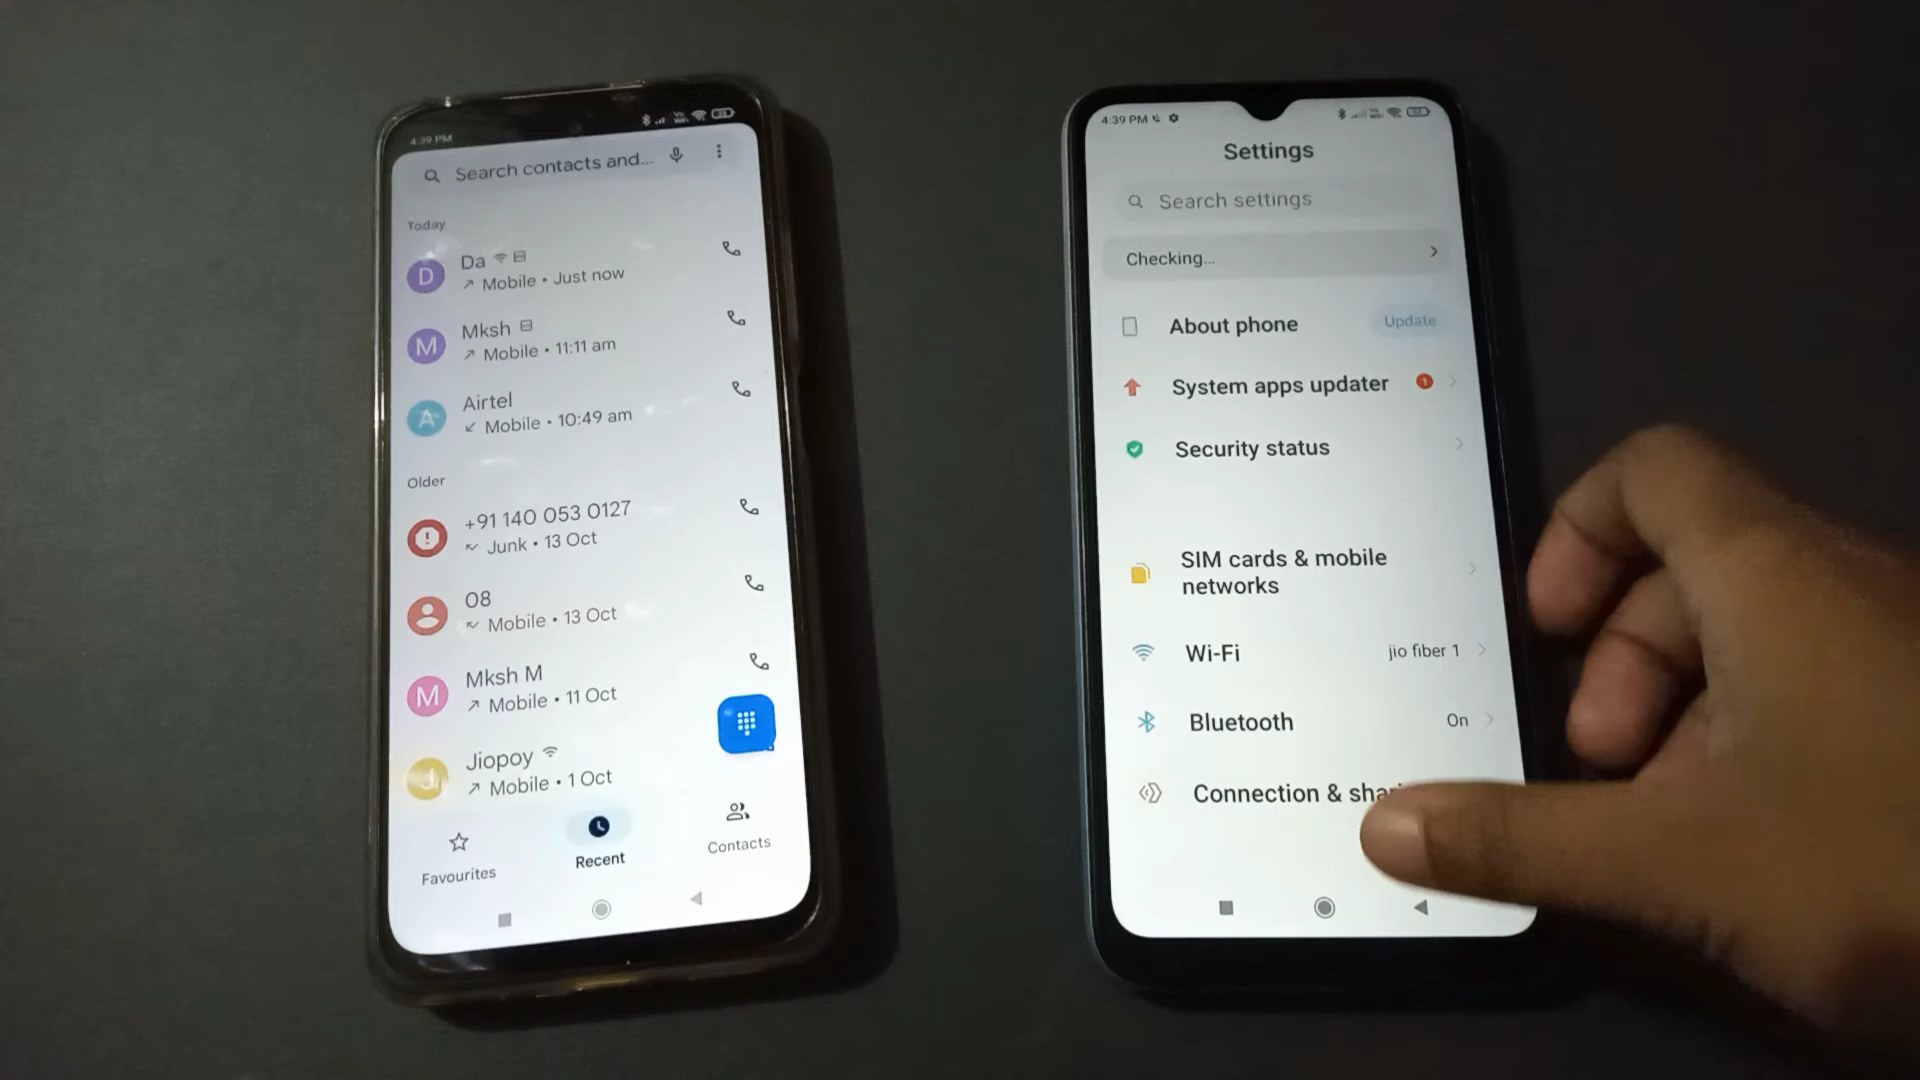 4:39 PM
Search contacts and...
Today
D
Da
Mobile • Just now
M
Mksh
Mobile • 11:11 am
A
Airtel
Mobile • 10:49 am
Older
+91 140 053 0127
Junk • 13 Oct
08
Mobile • 13 Oct
M
Mksh M
Mobile • 11 Oct
J
Jiopoy
Mobile • 1 Oct
Favourites
Recent
Contacts
4:39 PM
Settings
Search settings
Checking...
About phone
Update
System apps updater
1
Security status
SIM cards & mobile
networks
Wi-Fi
jio fiber 1
Bluetooth
On
Connection &